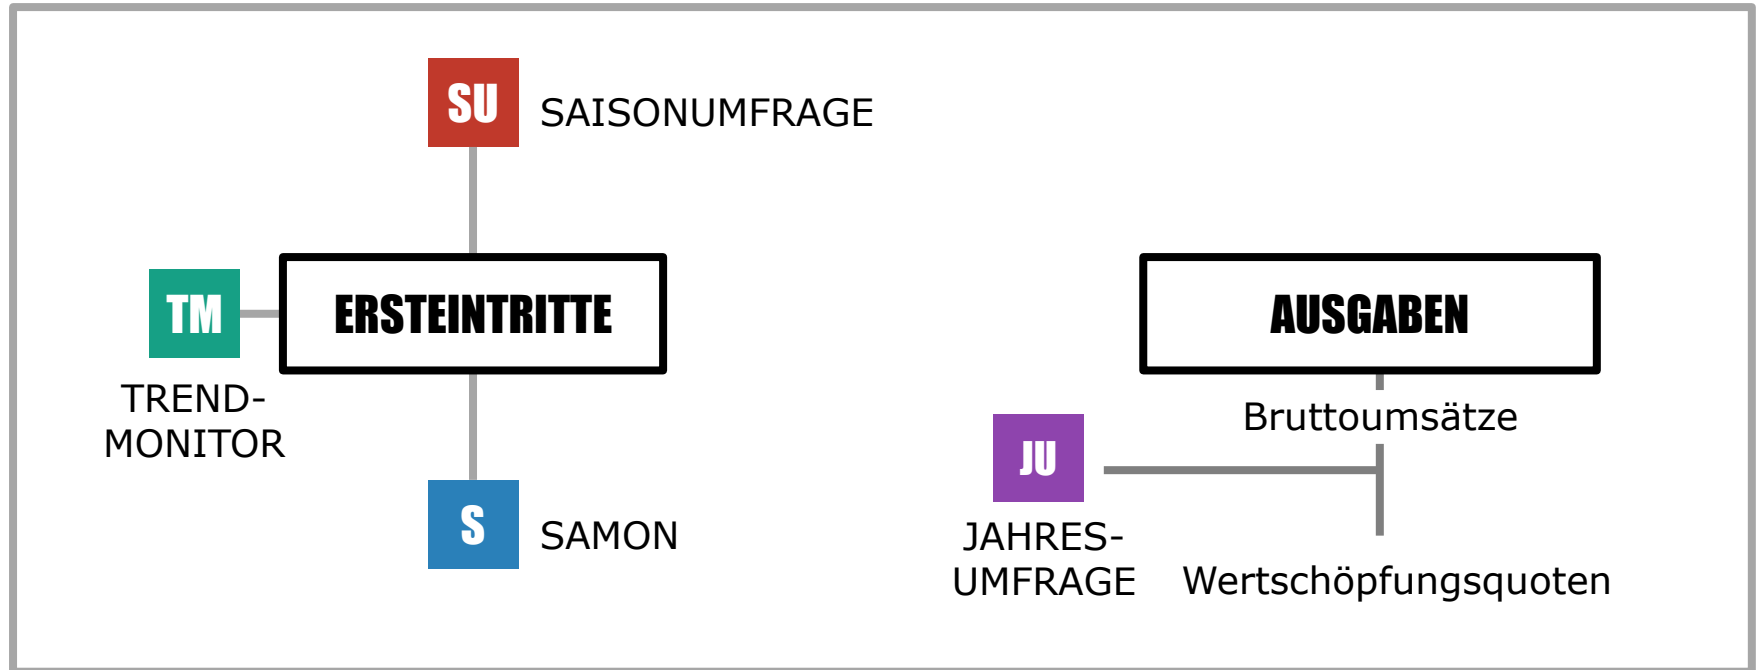 SU
SAISONUMFRAGE
TM
ERSTEINTRITTE
TREND-
MONITOR
S
SAMON
AUSGABEN
Bruttoumsätze
JU
JAHRES-
UMFRAGE
Wertschöpfungsquoten